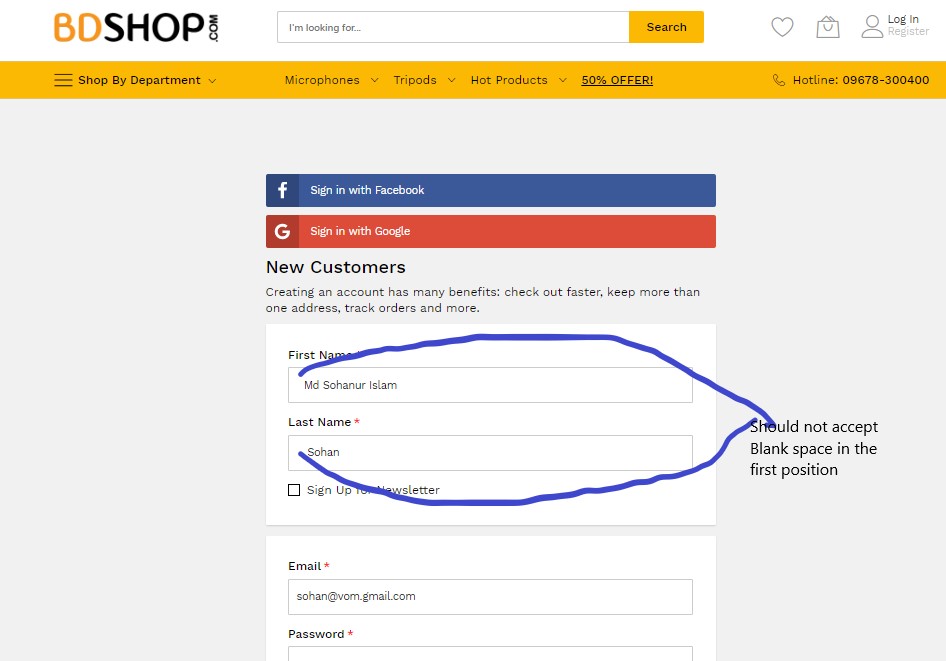 BDSHOP.COM
I'm looking for...
Search
Log In
Register
Shop By Department
Microphones Tripods Hot Products 50% OFFER!
Hotline: 09678-300400
Sign in with Facebook
Sign in with Google
New Customers
Creating an account has many benefits: check out faster, keep more than
one address, track orders and more.
First Name *
Md Sohanur Islam
Last Name *
Sohan
Sign Up for Newsletter
Should not accept
Blank space in the
first position
Email *
sohan@vom.gmail.com
Password *